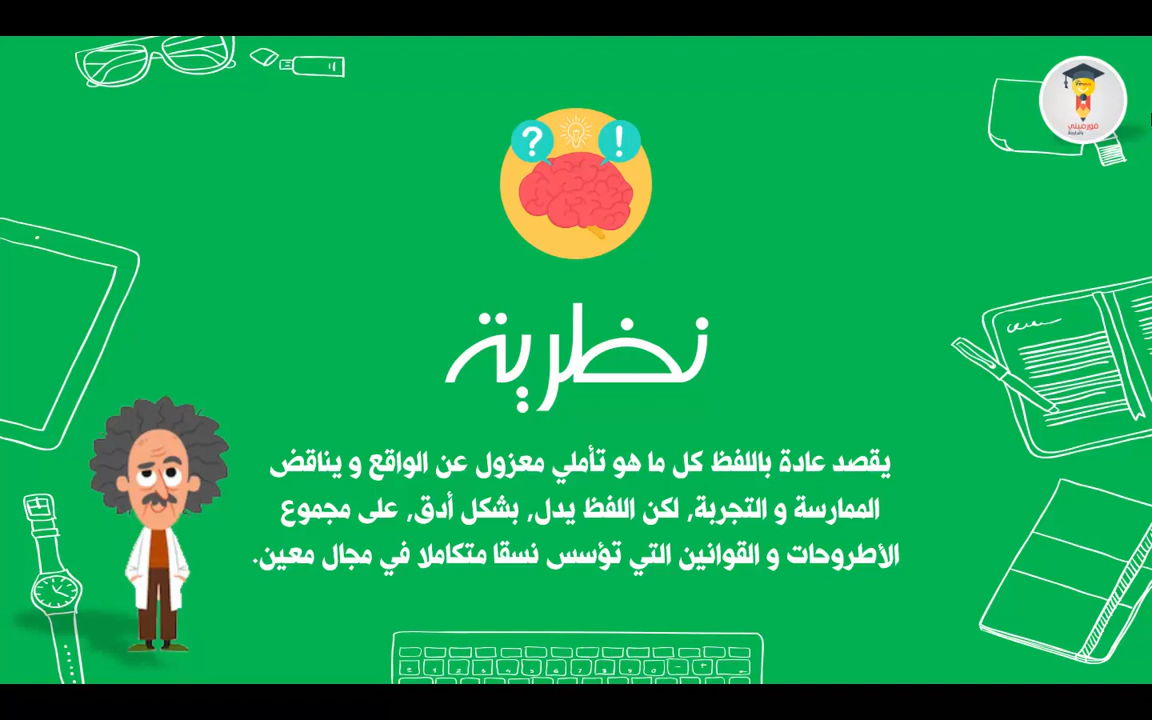 فورميني
نظرية
يقصد عادة باللفظ كل ما هو تأملي معزول عن الواقع و يناقض
الممارسة و التجربة, لكن اللفظ يدل, بشكل أدق, على مجموع
الأطروحات و القوانين التي تؤسس نسقا متكاملا في مجال معين.